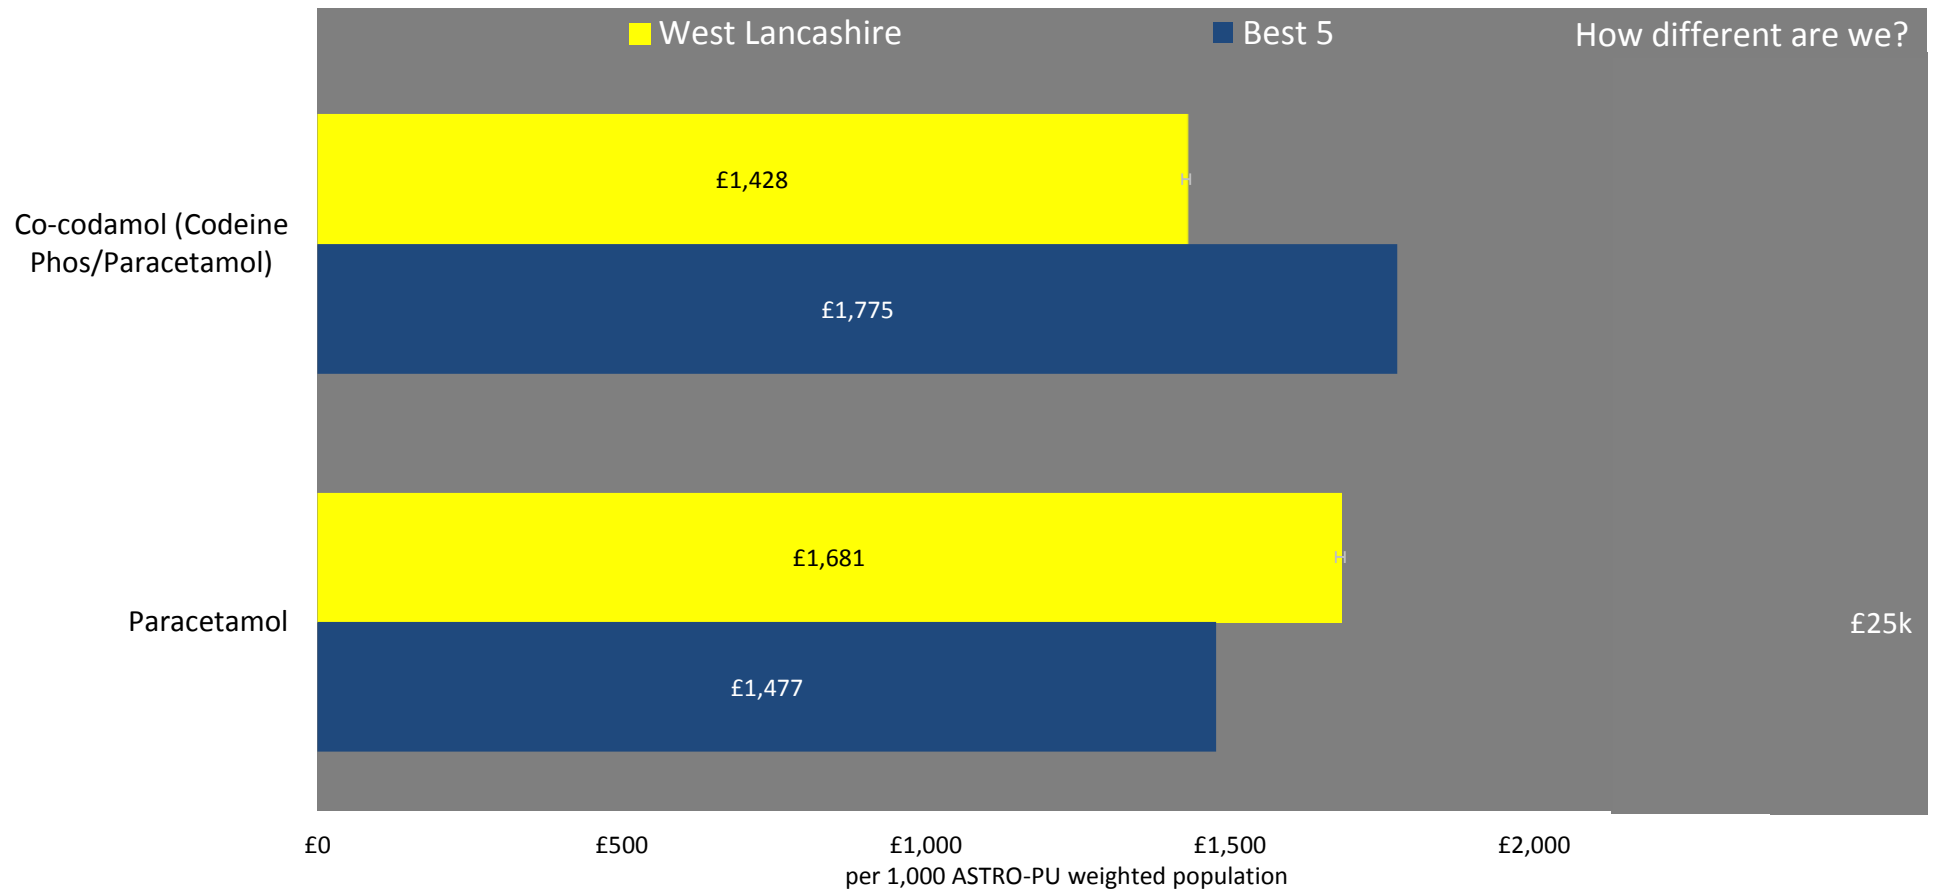 West Lancashire
Best 5
How different are we?
Co-codamol (Codeine
Phos/Paracetamol)
£1,428
£1,775
Paracetamol
£1,681
£1,477
£25k
£0
£500
£1,000
£1,500
£2,000
per 1,000 ASTRO-PU weighted population